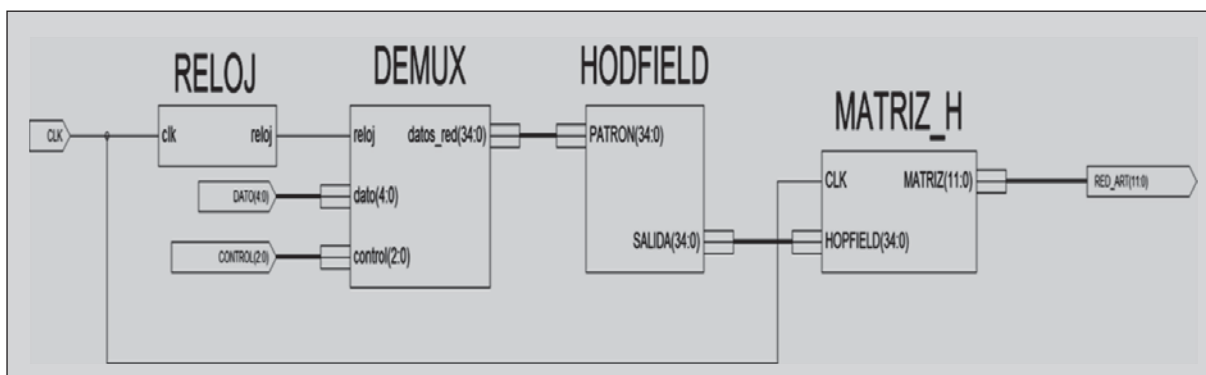 RELOJ
DEMUX
HODFIELD
MATRIZ_H
CLK
clk
reloj
reloj
datos_red(34:0)
PATRON(34:0)
DATO(4:0)
dato(4:0)
CLK
MATRIZ(11:0)
RED_ART(11:0)
CONTROL(2:0)
control(2:0)
SALIDA(34:0)
HOPFIELD(34:0)